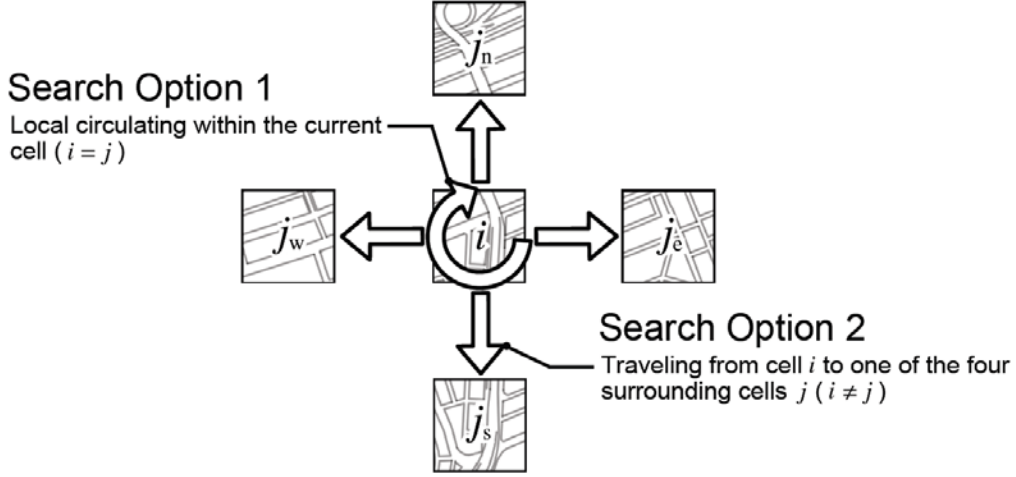 jn
Search Option 1
Local circulating within the current
cell ( i = j )
jw
i
je
Search Option 2
Traveling from cell i to one of the four
surrounding cells j ( i ≠ j )
js